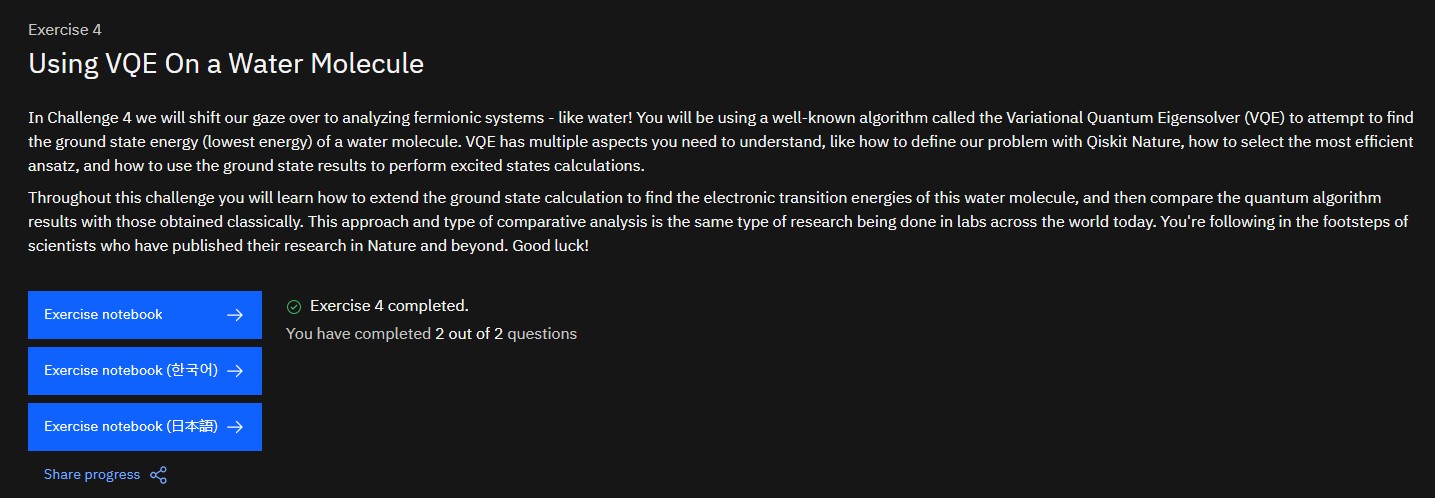 Exercise 4
Using VQE On a Water Molecule
In Challenge 4 we will shift our gaze over to analyzing fermionic systems - like water! You will be using a well-known algorithm called the Variational Quantum Eigensolver (VQE) to attempt to find
the ground state energy (lowest energy) of a water molecule. VQE has multiple aspects you need to understand, like how to define our problem with Qiskit Nature, how to select the most efficient
ansatz, and how to use the ground state results to perform excited states calculations.
Throughout this challenge you will learn how to extend the ground state calculation to find the electronic transition energies of this water molecule, and then compare the quantum algorithm
results with those obtained classically. This approach and type of comparative analysis is the same type of research being done in labs across the world today. You're following in the footsteps of
scientists who have published their research in Nature and beyond. Good luck!
Exercise notebook
Exercise 4 completed.
You have completed 2 out of 2 questions
Exercise notebook (한국어)
Exercise notebook (日本語)
Share progress